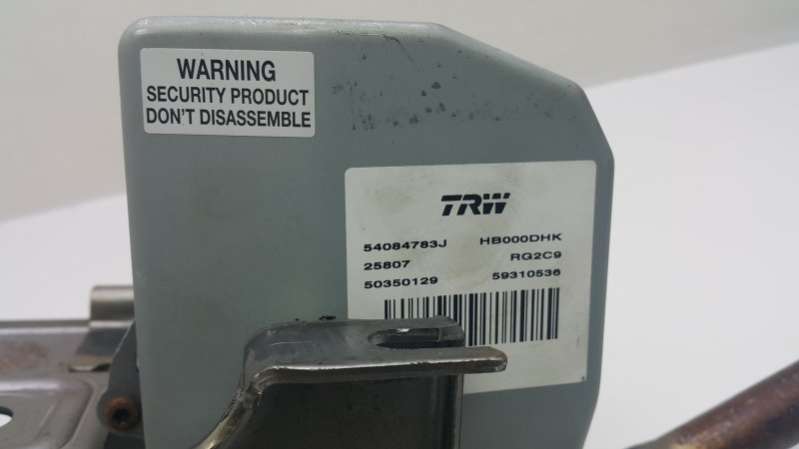 WARNING
SECURITY PRODUCT
DON'T DISASSEMBLE
TRW
54084783J HB000DHK
25807 RG2C9
50350129 59310536